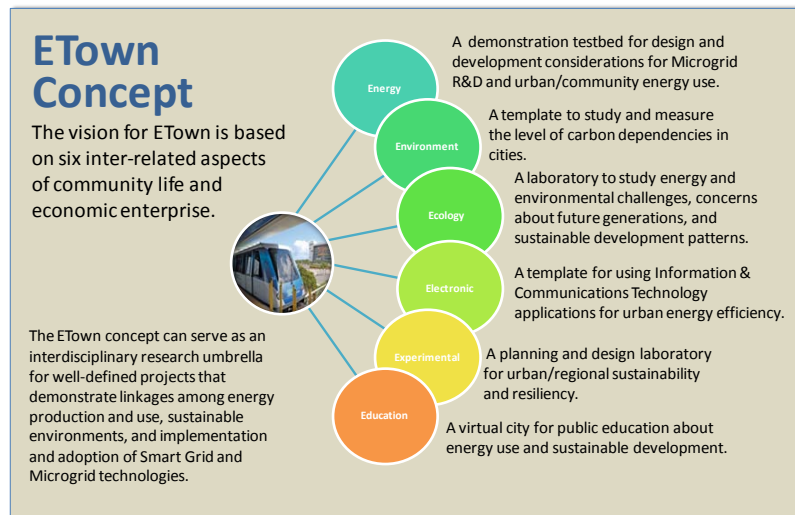 ETown
Concept
The vision for ETown is based
on six inter-related aspects
of community life and
economic enterprise.
The ETown concept can serve as an
interdisciplinary research umbrella
for well-defined projects that
demonstrate linkages among energy
production and use, sustainable
environments, and implementation
and adoption of Smart Grid and
Microgrid technologies.
Energy
A demonstration testbed for design and
development considerations for Microgrid
R&D and urban/community energy use.
Environment
A template to study and measure
the level of carbon dependencies in
cities.
Ecology
A laboratory to study energy and
environmental challenges, concerns
about future generations, and
sustainable development patterns.
Electronic
A template for using Information &
Communications Technology
applications for urban energy efficiency.
Experimental
A planning and design laboratory
for urban/regional sustainability
and resiliency.
Education
A virtual city for public education about
energy use and sustainable development.